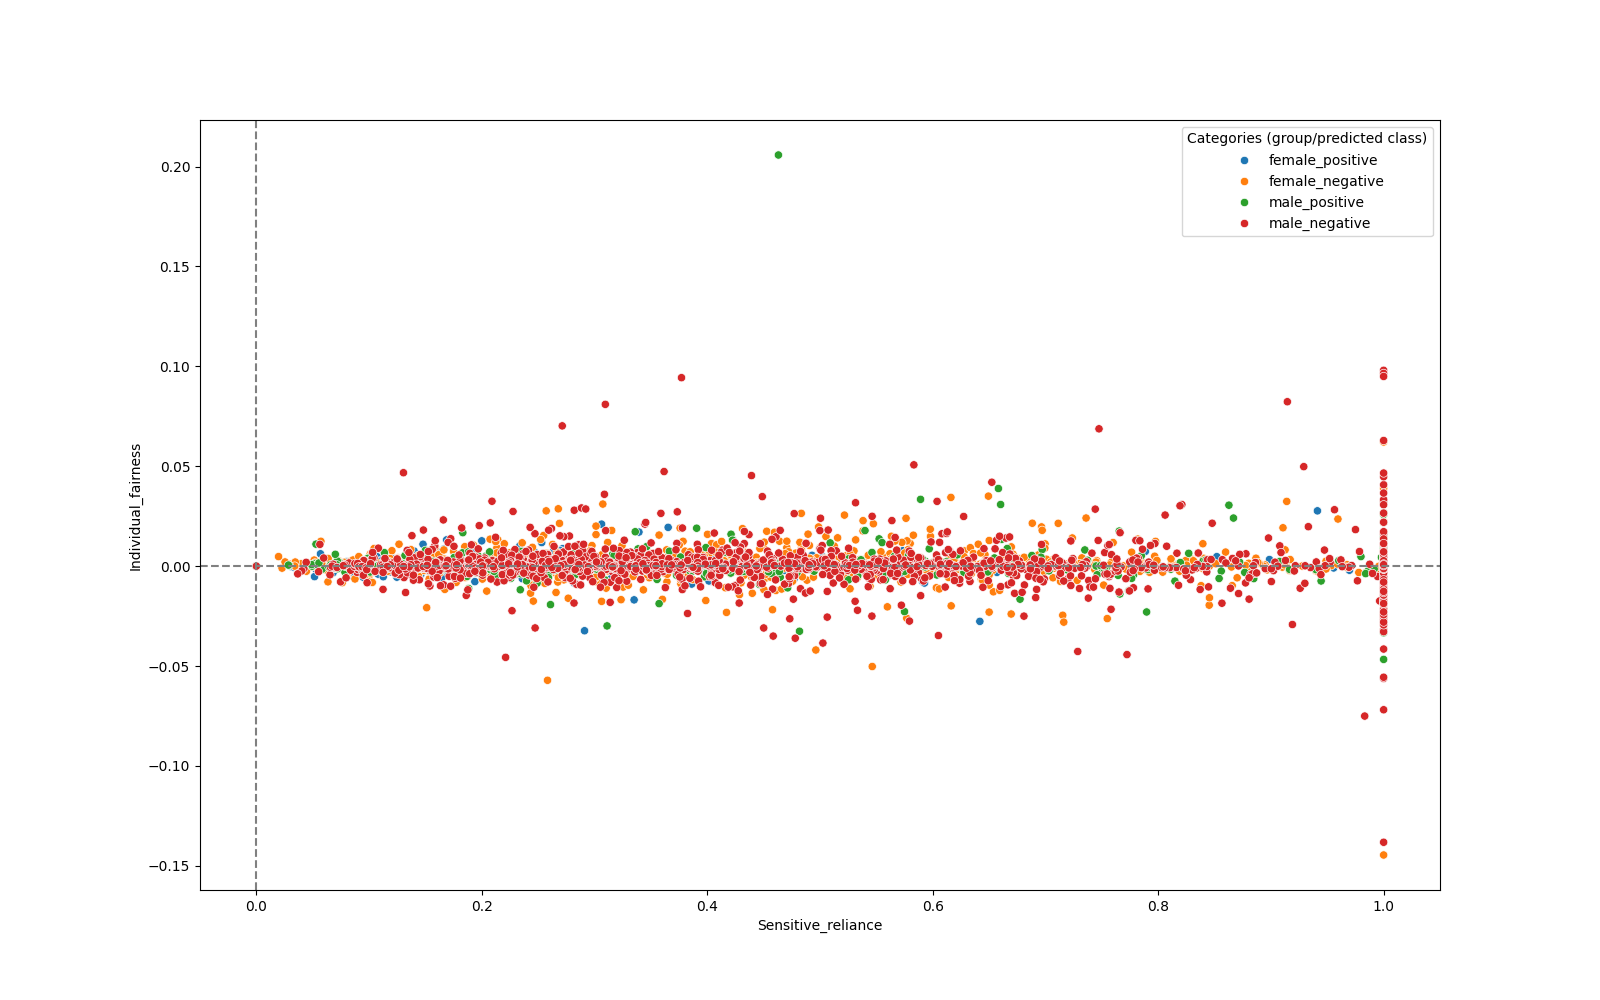 Categories (group/predicted class)
female_positive
female_negative
male_positive
male_negative
0.20
0.15
0.10
0.05
0.00
−0.05
−0.10
−0.15
Individual_fairness
0.0 0.2 0.4 0.6 0.8 1.0
Sensitive_reliance